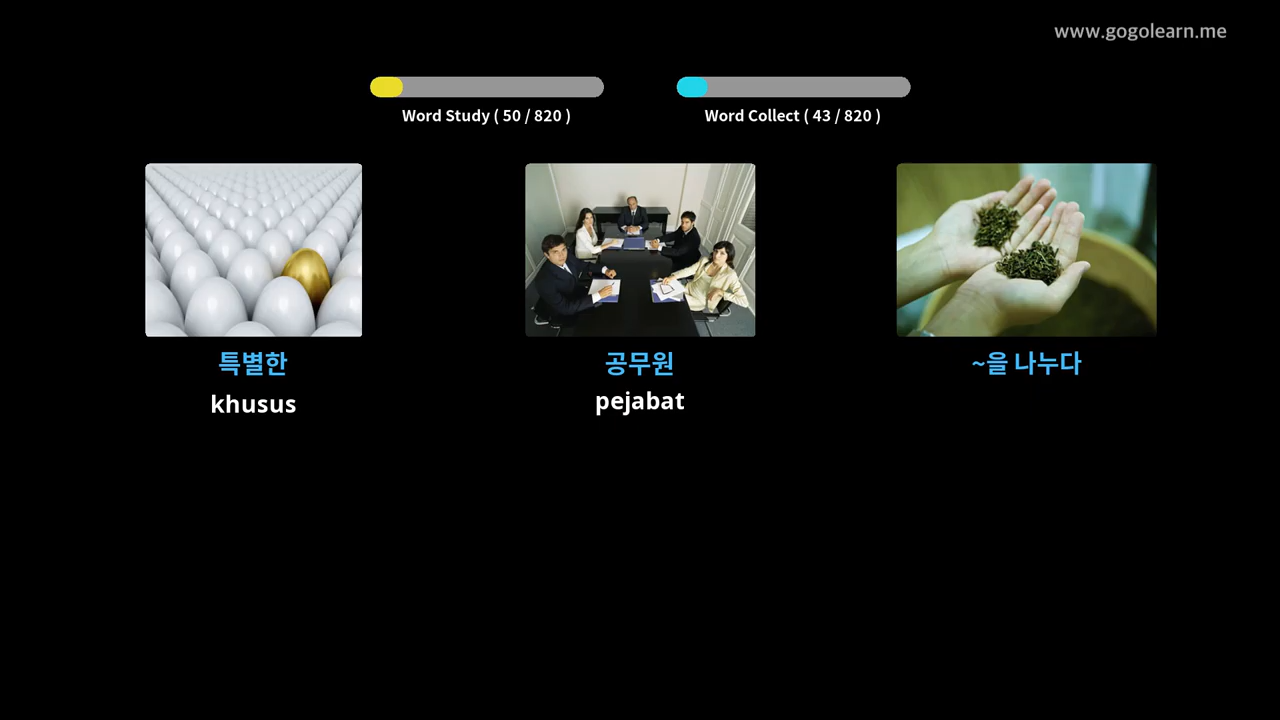 www.gogolearn.me
Word Study ( 50 / 820 )
Word Collect ( 43 / 820 )
특별한
khusus
공무원
pejabat
~을 나누다